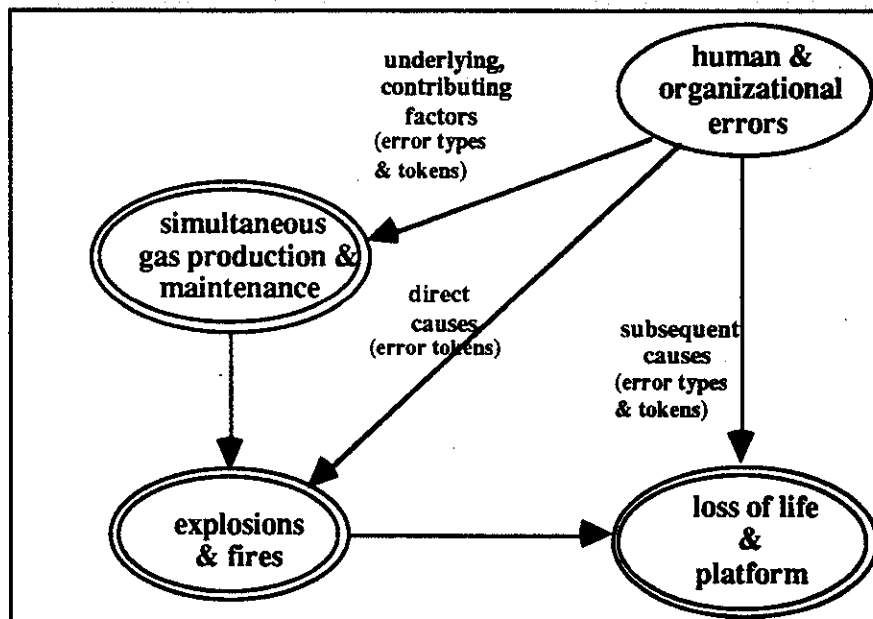 underlying,
contributing
factors
(error types
& tokens)
human &
organizational
errors
simultaneous
gas production &
maintenance
direct
causes
(error tokens)
subsequent
causes
(error types
& tokens)
explosions
& fires
loss of life
&
platform